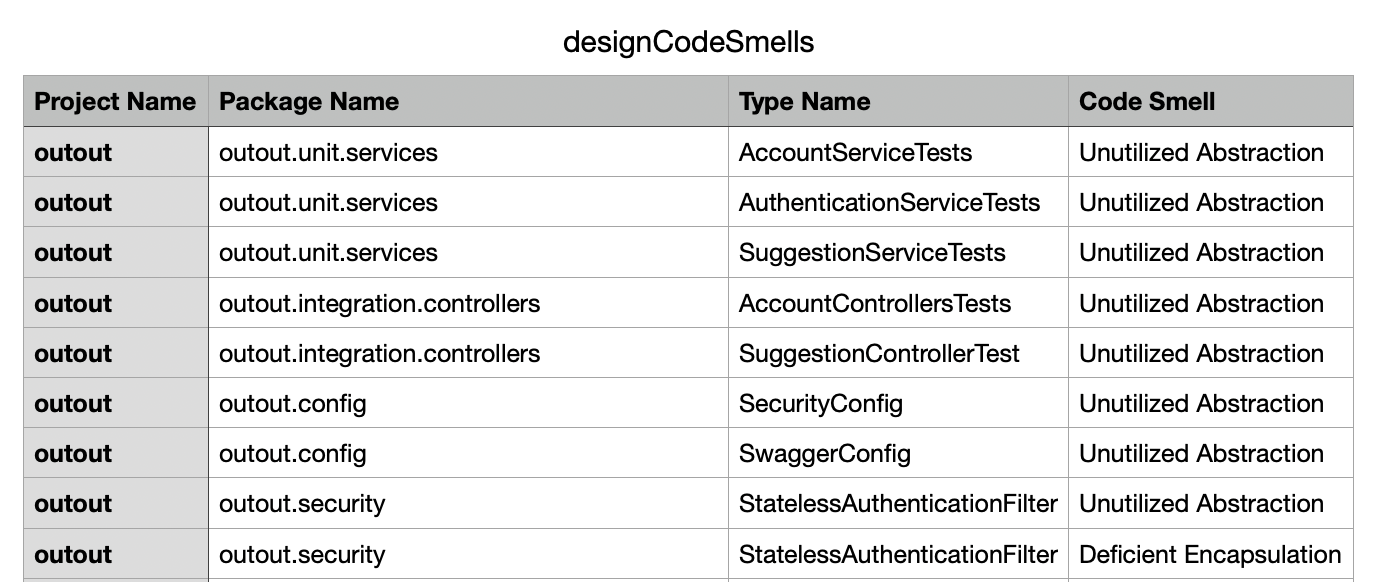 designCodeSmells
Project Name Package Name Type Name Code Smell
outout outout.unit.services AccountServiceTests Unutilized Abstraction
outout outout.unit.services AuthenticationServiceTests Unutilized Abstraction
outout outout.unit.services SuggestionServiceTests Unutilized Abstraction
outout outout.integration.controllers AccountControllersTests Unutilized Abstraction
outout outout.integration.controllers SuggestionControllerTest Unutilized Abstraction
outout outout.config SecurityConfig Unutilized Abstraction
outout outout.config SwaggerConfig Unutilized Abstraction
outout outout.security StatelessAuthenticationFilter Unutilized Abstraction
outout outout.security StatelessAuthenticationFilter Deficient Encapsulation